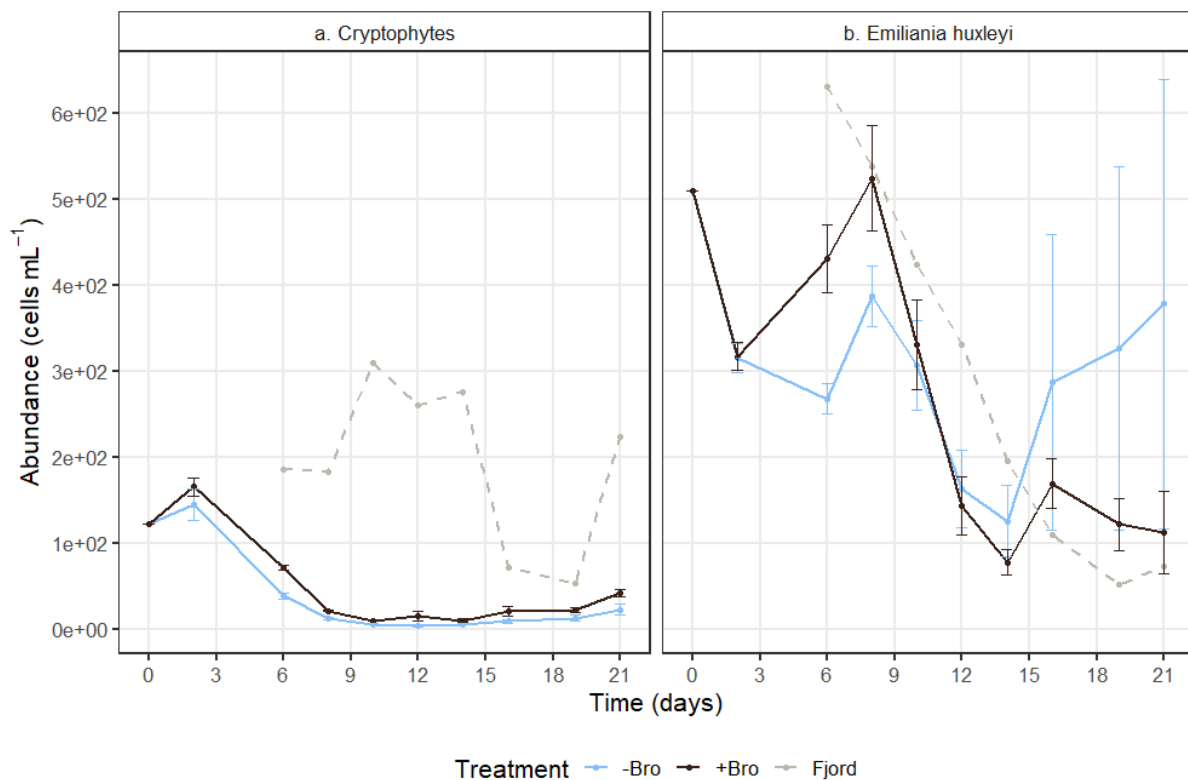 a. Cryptophytes
b. Emiliania huxleyi
Abundance (cells mL⁻¹)
6e+02
5e+02
4e+02
3e+02
2e+02
1e+02
0e+00
0 3 6 9 12 15 18 21
0 3 6 9 12 15 18 21
Time (days)
Treatment -Bro +Bro Fjord